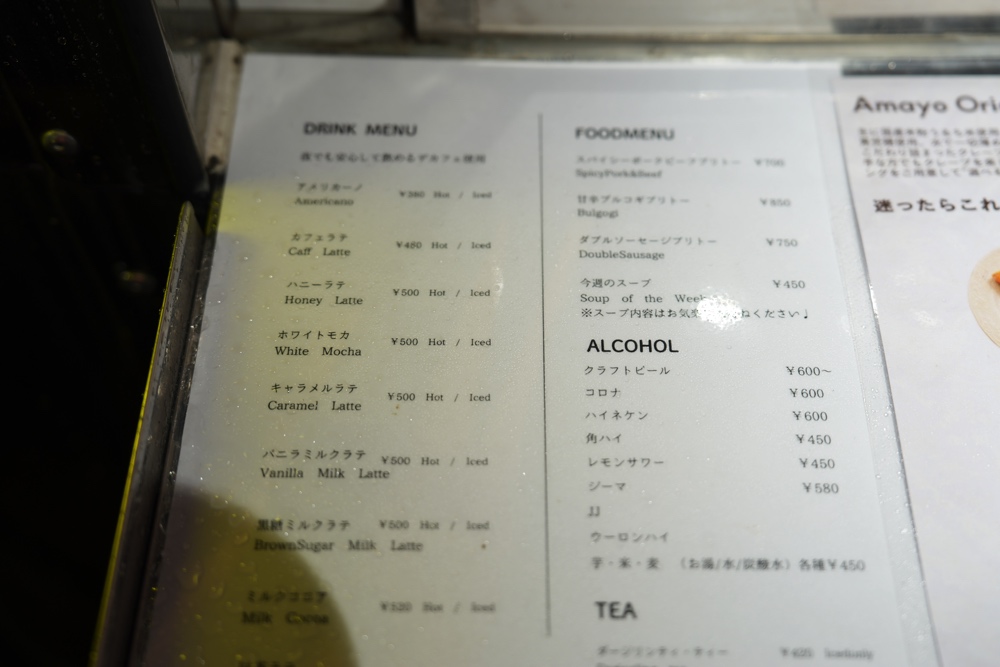 DRINK MENU
夜でも安心して飲めるデカフェ使用
アメリカーノ
Americano
¥380 Hot / Iced
カフェラテ
Caff Latte
¥450 Hot / Iced
ハニーラテ
Honey Latte
¥500 Hot / Iced
ホワイトモカ
White Mocha
¥500 Hot / Iced
キャラメルラテ
Caramel Latte
¥500 Hot / Iced
バニラミルクラテ
Vanilla Milk Latte
¥500 Hot / Iced
黒糖ミルクラテ
BrownSugar Milk Latte
¥500 Hot / Iced
ミルクココア
Milk Cocoa
¥520 Hot / Iced
FOODMENU
スパイシーポークビーフブリトー ¥700
SpicyPork&Beef
甘辛プルコギブリトー ¥850
Bulgogi
ダブルソーセージブリトー ¥750
DoubleSausage
今週のスープ ¥450
Soup of the Week
※スープ内容はお気 ねください♩
ALCOHOL
クラフトビール ¥600~
コロナ ¥600
ハイネケン ¥600
角ハイ ¥450
レモンサワー ¥450
ジーマ ¥580
JJ
ウーロンハイ
芋・米・麦 (お湯/水/炭酸水) 各種¥450
TEA
Amayo Ori
迷ったらこれ